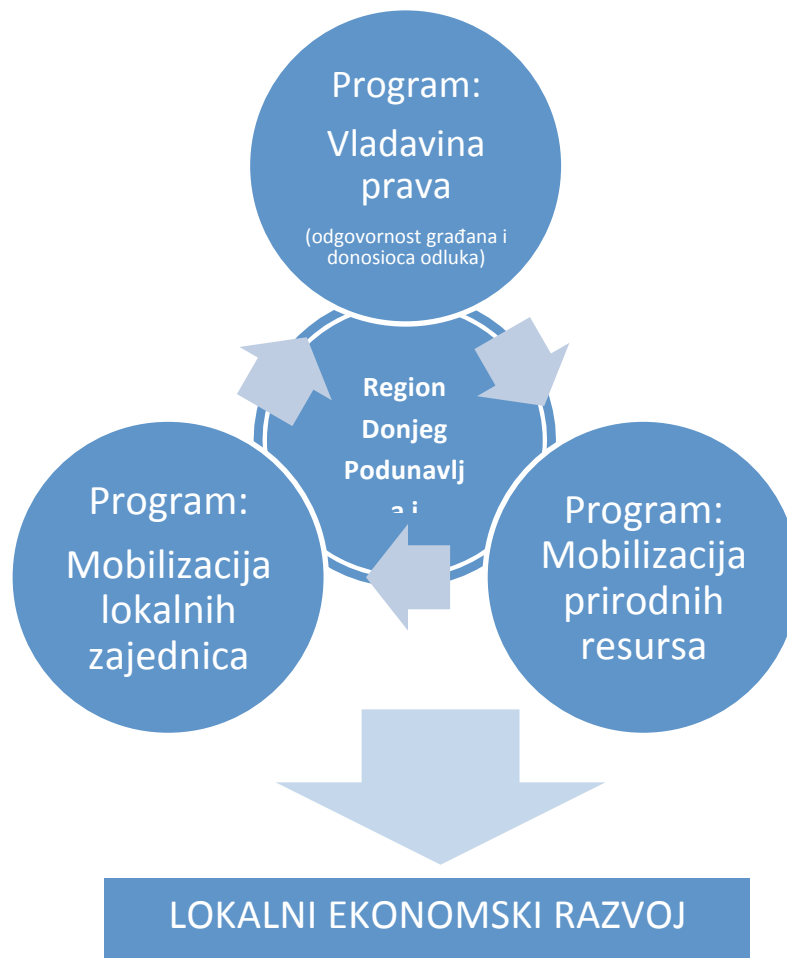 Program:
Vladavina
prava
(odgovornost građana i
donosioca odluka)
Region
Donjeg
Podunavlj
a i
Program:
Mobilizacija
lokalnih
zajednica
Program:
Mobilizacija
prirodnih
resursa
LOKALNI EKONOMSKI RAZVOJ